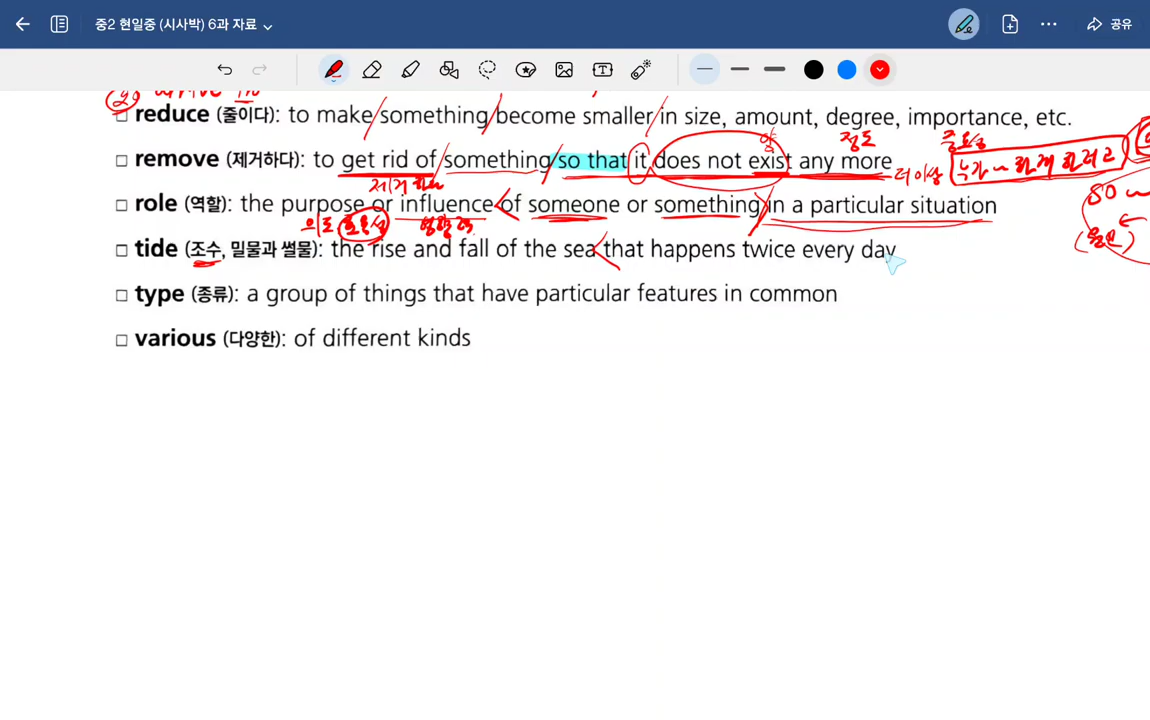 중2 현일중 (시사박) 6과 자료
공유
□ reduce (줄이다): to make something become smaller in size, amount, degree, importance, etc.
앞 정도 중요성
□ remove (제거하다): to get rid of something so that it does not exist any more 더이상
제거하다
80
□ role (역할): the purpose or influence of someone or something in a particular situation
의도 영향력
□ tide (조수, 밀물과 썰물): the rise and fall of the sea that happens twice every day
□ type (종류): a group of things that have particular features in common
□ various (다양한): of different kinds